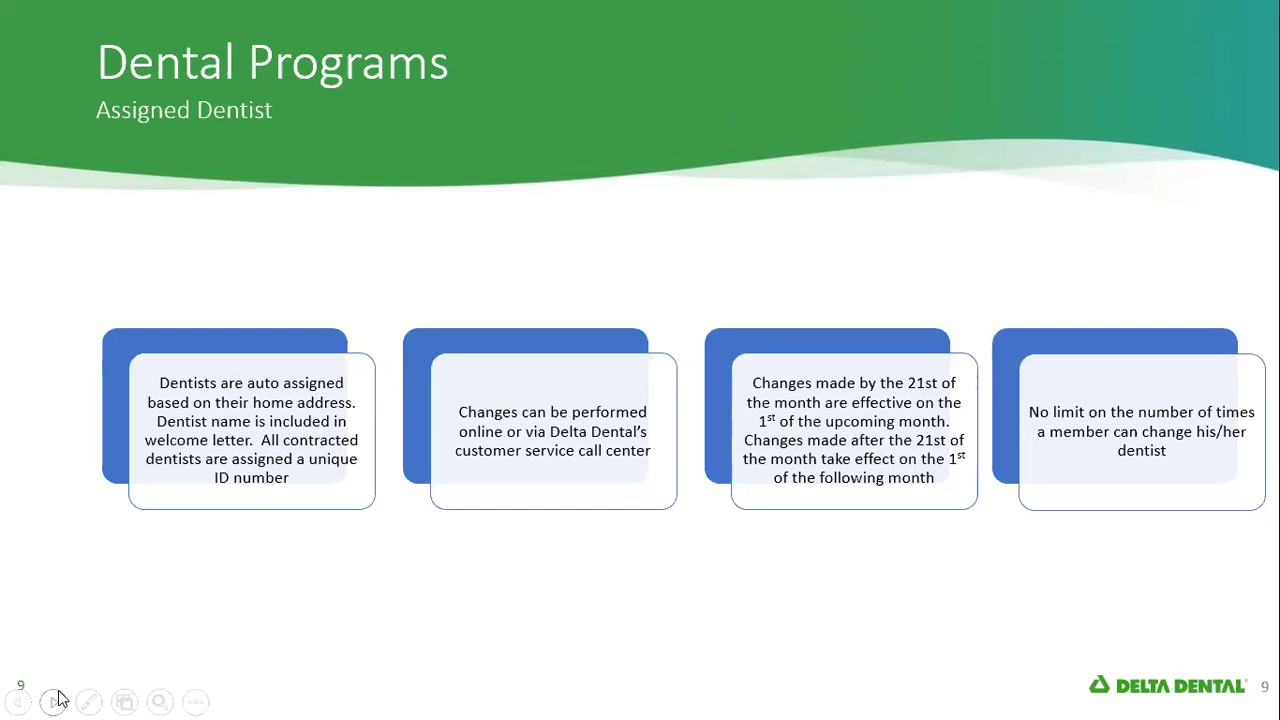 Dental Programs
Assigned Dentist
Dentists are auto assigned
based on their home address.
Dentist name is included in
welcome letter.  All contracted
dentists are assigned a unique
ID number
Changes can be performed
online or via Delta Dental’s
customer service call center
Changes made by the 21st of
the month are effective on the
1st of the upcoming month.
Changes made after the 21st of
the month take effect on the 1st
of the following month
No limit on the number of times
a member can change his/her
dentist
9
DELTA DENTAL®
9